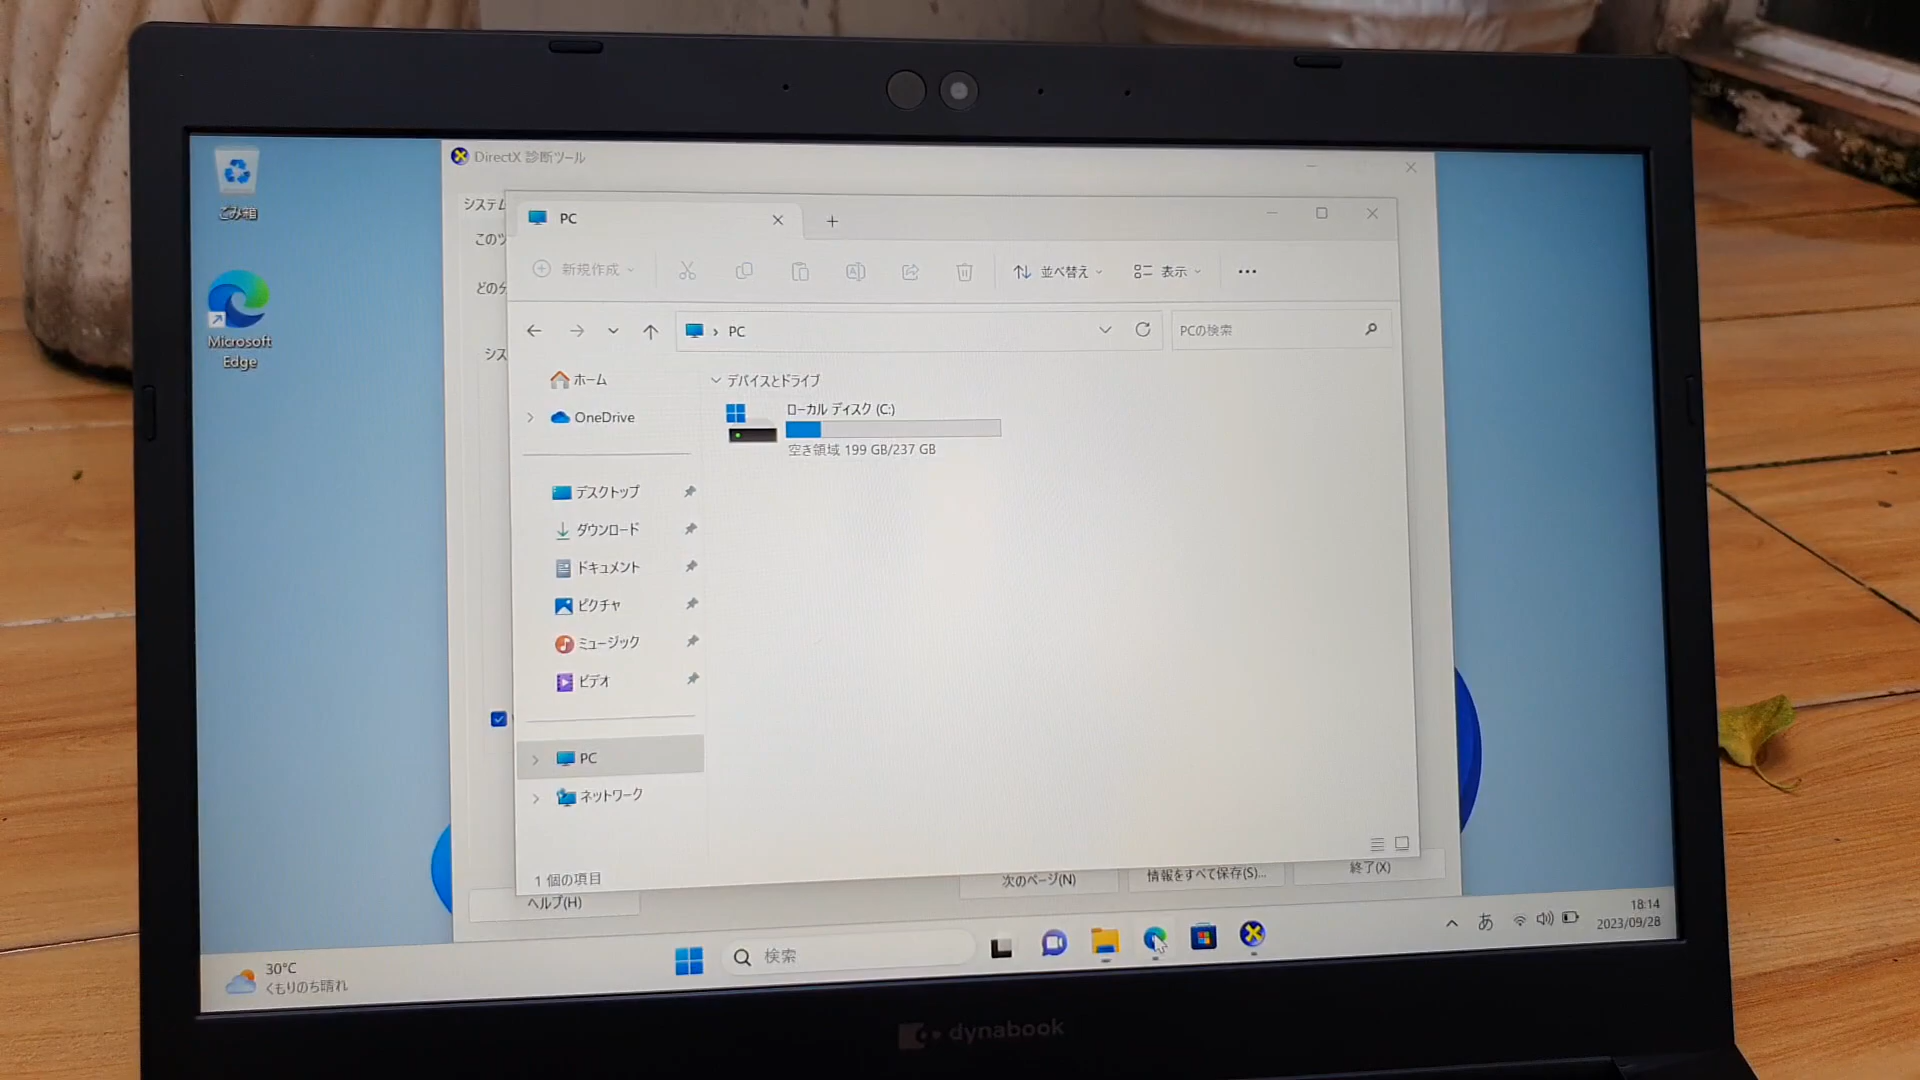 ごみ箱
Microsoft
Edge
DirectX 診断ツール
システム
このツ
どの分
シス
PC
新規作成
並べ替え
表示
PC
PCの検索
ホーム
OneDrive
デスクトップ
ダウンロード
ドキュメント
ピクチャ
ミュージック
ビデオ
PC
ネットワーク
デバイスとドライブ
ローカル ディスク (C:)
空き領域 199 GB/237 GB
1 個の項目
ヘルプ(H)
次のページ(N)
情報をすべて保存(S)...
終了(X)
30°C
くもりのち晴れ
検索
あ
18:14
2023/09/28
dynabook